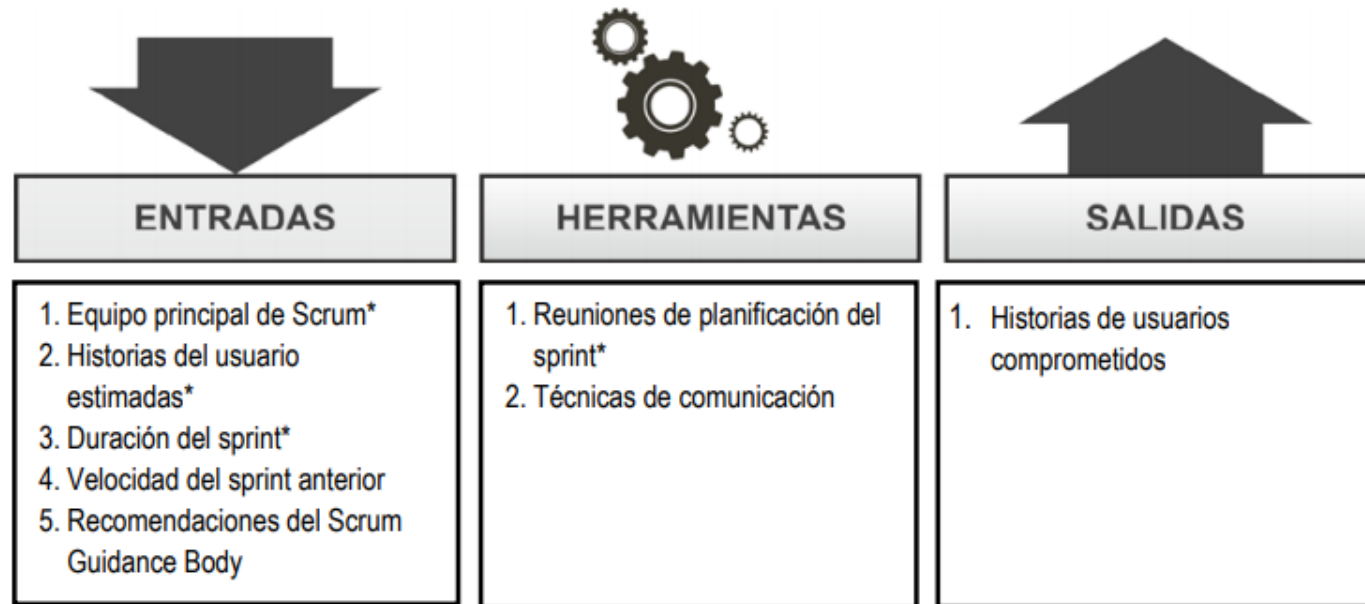 ENTRADAS
1. Equipo principal de Scrum*
2. Historias del usuario
estimadas*
3. Duración del sprint*
4. Velocidad del sprint anterior
5. Recomendaciones del Scrum
Guidance Body
HERRAMIENTAS
1. Reuniones de planificación del
sprint*
2. Técnicas de comunicación
SALIDAS
1. Historias de usuarios
comprometidos